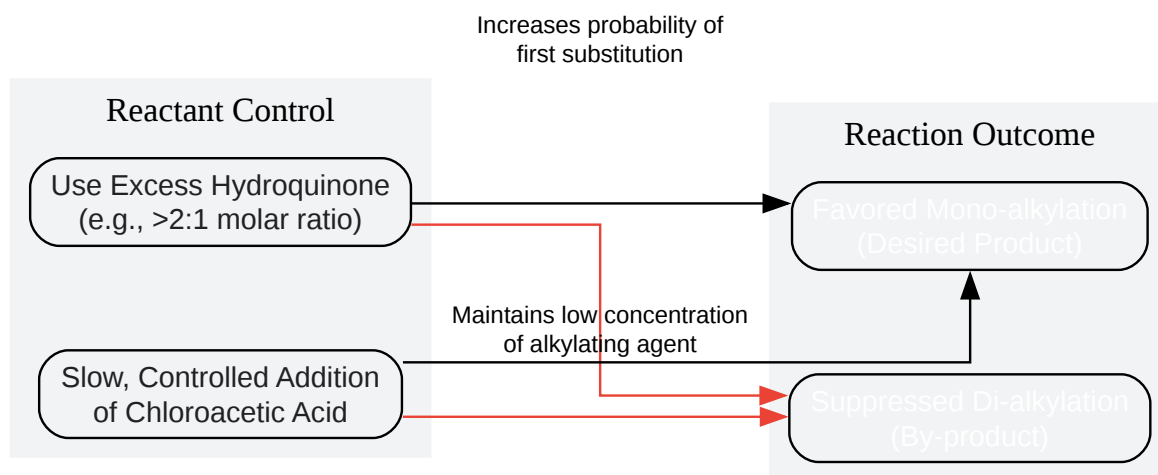 Increases probability of
first substitution
Reactant Control
Use Excess Hydroquinone
(e.g., >2:1 molar ratio)
Reaction Outcome
Favored Mono-alkylation
(Desired Product)
Maintains low concentration
of alkylating agent
Slow, Controlled Addition
of Chloroacetic Acid
Suppressed Di-alkylation
(By-product)